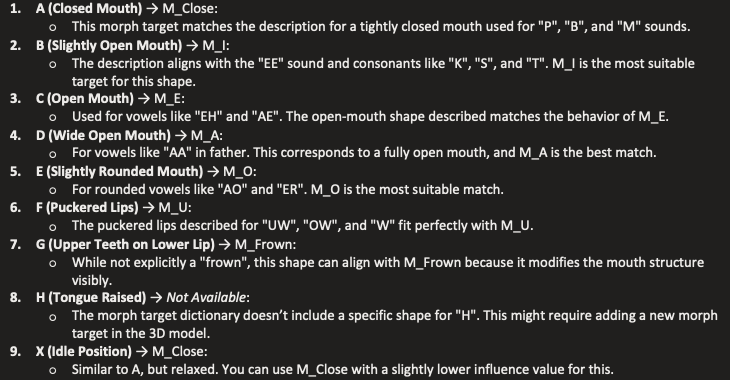 1. A (Closed Mouth) → M_Close:
o This morph target matches the description for a tightly closed mouth used for "P", "B", and "M" sounds.
2. B (Slightly Open Mouth) → M_I:
o The description aligns with the "EE" sound and consonants like "K", "S", and "T". M_I is the most suitable
target for this shape.
3. C (Open Mouth) → M_E:
o Used for vowels like "EH" and "AE". The open-mouth shape described matches the behavior of M_E.
4. D (Wide Open Mouth) → M_A:
o For vowels like "AA" in father. This corresponds to a fully open mouth, and M_A is the best match.
5. E (Slightly Rounded Mouth) → M_O:
o For rounded vowels like "AO" and "ER". M_O is the most suitable match.
6. F (Puckered Lips) → M_U:
o The puckered lips described for "UW", "OW", and "W" fit perfectly with M_U.
7. G (Upper Teeth on Lower Lip) → M_Frown:
o While not explicitly a "frown", this shape can align with M_Frown because it modifies the mouth structure
visibly.
8. H (Tongue Raised) → Not Available:
o The morph target dictionary doesn’t include a specific shape for "H". This might require adding a new morph
target in the 3D model.
9. X (Idle Position) → M_Close:
o Similar to A, but relaxed. You can use M_Close with a slightly lower influence value for this.